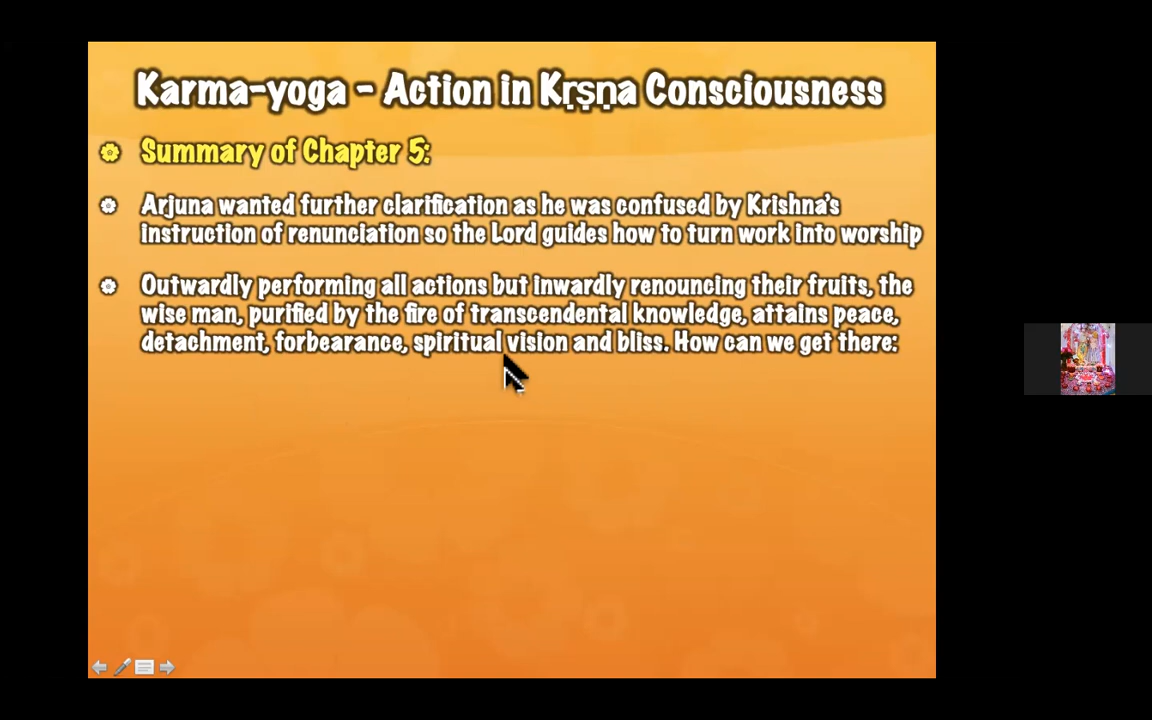 Karma-yoga - Action in Kṛṣṇa Consciousness
Summary of Chapter 5:
Arjuna wanted further clarification as he was confused by Krishna's
instruction of renunciation so the Lord guides how to turn work into worship
Outwardly performing all actions but inwardly renouncing their fruits, the
wise man, purified by the fire of transcendental knowledge, attains peace,
detachment, forbearance, spiritual vision and bliss. How can we get there: